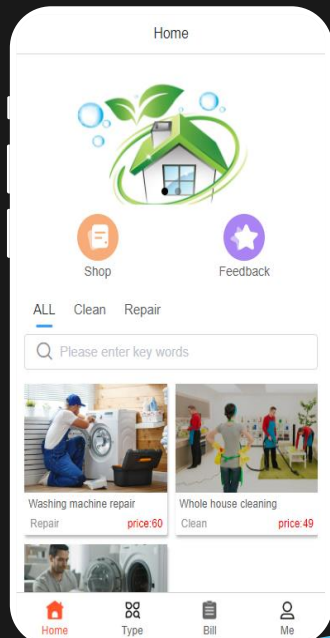 Home
Shop
Feedback
ALL Clean Repair
Please enter key words
Washing machine repair
Whole house cleaning
Repair price:60
Clean price:49
Home Type Bill Me